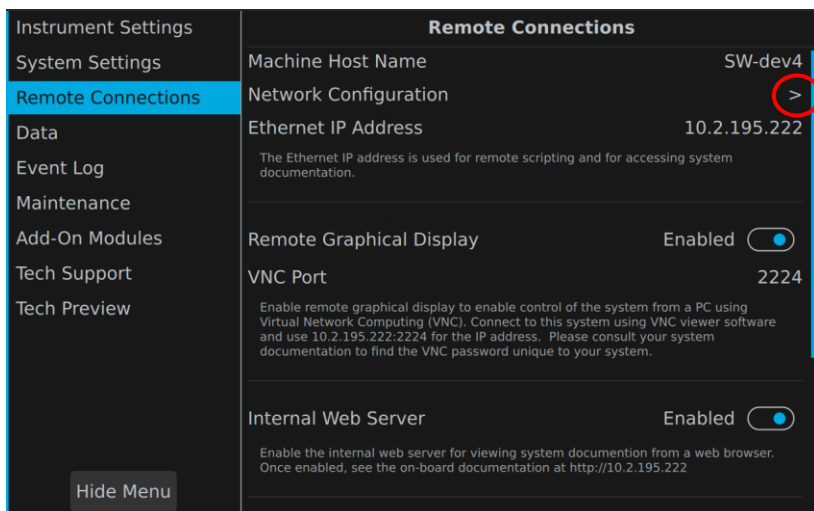 Instrument Settings
System Settings
Remote Connections
Data
Event Log
Maintenance
Add-On Modules
Tech Support
Tech Preview
Hide Menu
Remote Connections
Machine Host Name SW-dev4
Network Configuration >
Ethernet IP Address 10.2.195.222
The Ethernet IP address is used for remote scripting and for accessing system
documentation.
Remote Graphical Display Enabled
VNC Port 2224
Enable remote graphical display to enable control of the system from a PC using
Virtual Network Computing (VNC). Connect to this system using VNC viewer software
and use 10.2.195.222:2224 for the IP address. Please consult your system
documentation to find the VNC password unique to your system.
Internal Web Server Enabled
Enable the internal web server for viewing system documention from a web browser.
Once enabled, see the on-board documentation at http://10.2.195.222